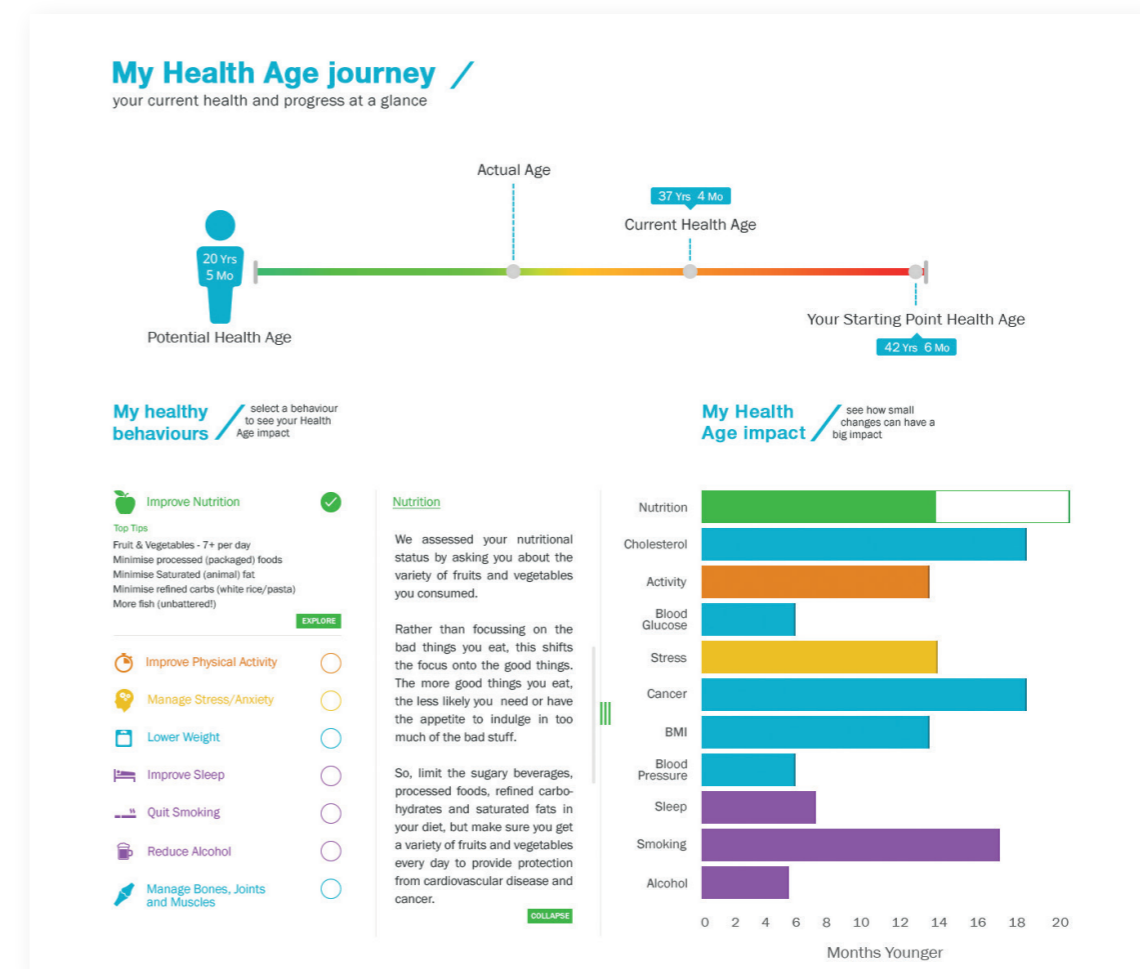 My Health Age journey
your current health and progress at a glance
Actual Age
37 Yrs 4 Mo
Current Health Age
20 Yrs
5 Mo
Potential Health Age
Your Starting Point Health Age
42 Yrs 6 Mo
My healthy
behaviours
select a behaviour
to see your Health
Age impact
My Health
Age impact
see how small
changes can have a
big impact
Improve Nutrition
Top Tips
Fruit & Vegetables - 7+ per day
Minimise processed (packaged) foods
Minimise Saturated (animal) fat
Minimise refined carbs (white rice/pasta)
More fish (unbattered!)
EXPLORE
Improve Physical Activity
Manage Stress/Anxiety
Lower Weight
Improve Sleep
Quit Smoking
Reduce Alcohol
Manage Bones, Joints
and Muscles
Nutrition
We assessed your nutritional
status by asking you about the
variety of fruits and vegetables
you consumed.
Rather than focussing on the
bad things you eat, this shifts
the focus onto the good things.
The more good things you eat,
the less likely you need or have
the appetite to indulge in too
much of the bad stuff.
So, limit the sugary beverages,
processed foods, refined carbo-
hydrates and saturated fats in
your diet, but make sure you get
a variety of fruits and vegetables
every day to provide protection
from cardiovascular disease and
cancer.
COLLAPSE
Nutrition
Cholesterol
Activity
Blood
Glucose
Stress
Cancer
BMI
Blood
Pressure
Sleep
Smoking
Alcohol
0 2 4 6 8 10 12 14 16 18 20
Months Younger